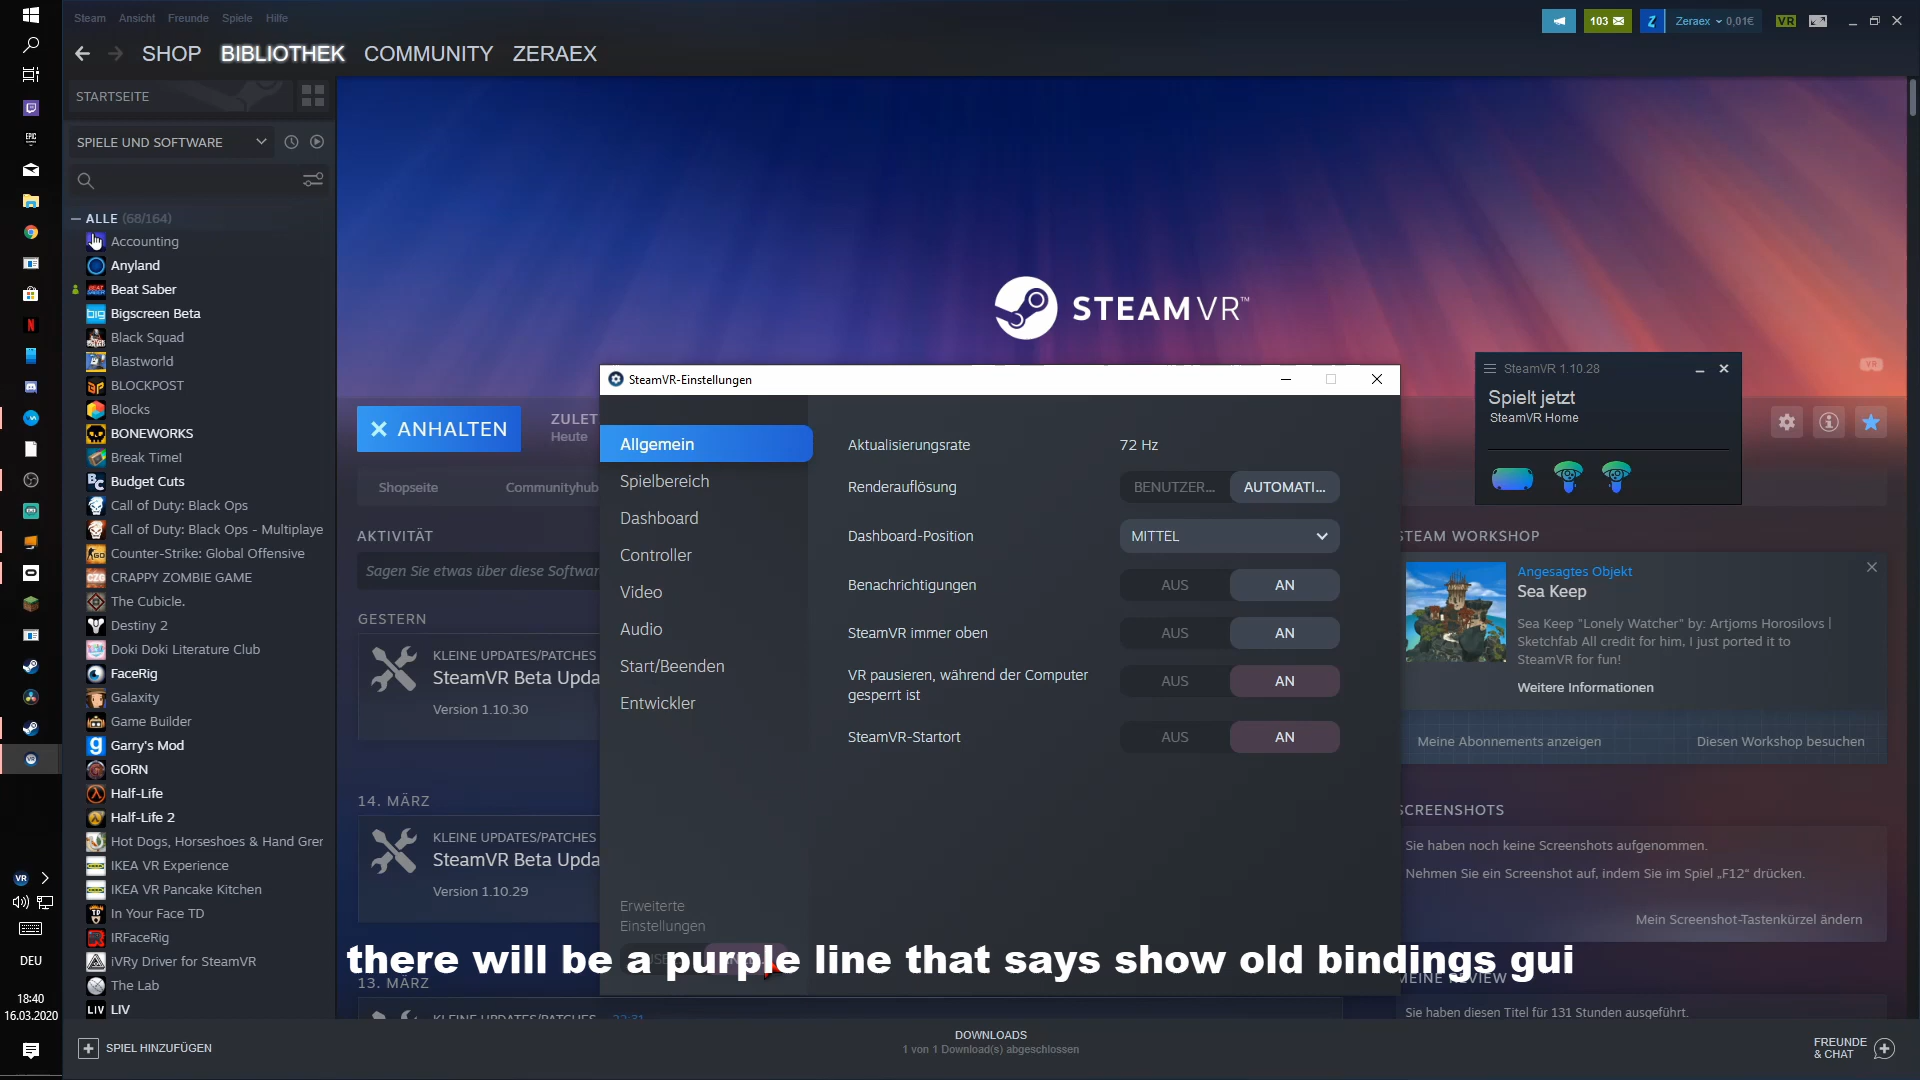 Steam Ansicht Freunde Spiele Hilfe
103
Zeraex 0,01€
VR
SHOP BIBLIOTHEK COMMUNITY ZERAEX
STARTSEITE
SPIELE UND SOFTWARE
ALLE (68/164)
Accounting
Anyland
Beat Saber
Bigscreen Beta
Black Squad
Blastworld
BLOCKPOST
Blocks
BONEWORKS
Break Time!
Budget Cuts
Call of Duty: Black Ops
Call of Duty: Black Ops - Multiplaye
Counter-Strike: Global Offensive
CRAPPY ZOMBIE GAME
The Cubicle.
Destiny 2
Doki Doki Literature Club
FaceRig
Galaxity
Game Builder
Garry's Mod
GORN
Half-Life
Half-Life 2
Hot Dogs, Horseshoes & Hand Gren
IKEA VR Experience
IKEA VR Pancake Kitchen
In Your Face TD
IRFaceRig
iVRy Driver for SteamVR
The Lab
LIV
SPIEL HINZUFÜGEN
DEU
18:40
16.03.2020
STEAMVR™
ANHALTEN
ZULET
Heute
Shopseite
Communityhub
AKTIVITÄT
Sagen Sie etwas über diese Softwar
GESTERN
KLEINE UPDATES/PATCHES
SteamVR Beta Upda
Version 1.10.30
14. MÄRZ
KLEINE UPDATES/PATCHES
SteamVR Beta Upda
Version 1.10.29
13. MÄRZ
KLEINE UPDATES/PATCHES 22:31
SteamVR-Einstellungen
Allgemein
Spielbereich
Dashboard
Controller
Video
Audio
Start/Beenden
Entwickler
Erweiterte
Einstellungen
Aktualisierungsrate 72 Hz
Renderauflösung BENUTZER... AUTOMATI...
Dashboard-Position MITTEL
Benachrichtigungen AUS AN
SteamVR immer oben AUS AN
VR pausieren, während der Computer
gesperrt ist AUS AN
SteamVR-Startort AUS AN
SteamVR 1.10.28
Spielt jetzt
SteamVR Home
STEAM WORKSHOP
Angesagtes Objekt
Sea Keep
Sea Keep "Lonely Watcher" by: Artjoms Horosilovs |
Sketchfab All credit for him, I just ported it to
SteamVR for fun!
Weitere Informationen
Meine Abonnements anzeigen
Diesen Workshop besuchen
SCREENSHOTS
Sie haben noch keine Screenshots aufgenommen.
Nehmen Sie ein Screenshot auf, indem Sie im Spiel „F12“ drücken.
Mein Screenshot-Tastenkürzel ändern
there will be a purple line that says show old bindings gui
MEINE REVIEW
Sie haben diesen Titel für 131 Stunden ausgeführt.
DOWNLOADS
1 von 1 Download(s) abgeschlossen
FREUNDE
& CHAT